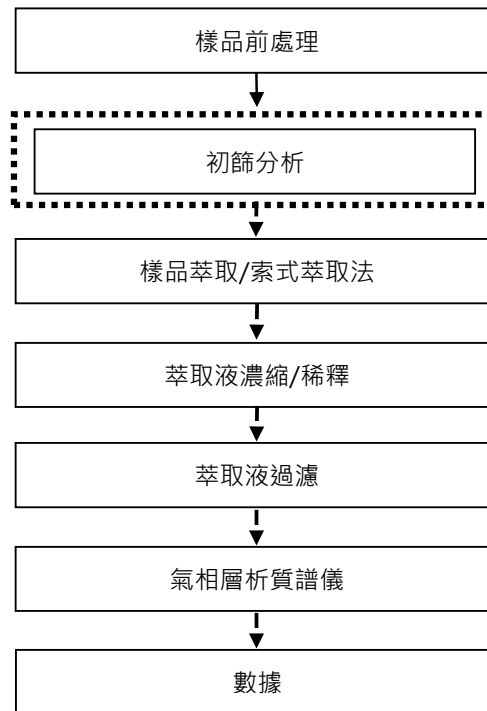 樣品前處理
初篩分析
樣品萃取/索式萃取法
萃取液濃縮/稀釋
萃取液過濾
氣相層析質譜儀
數據